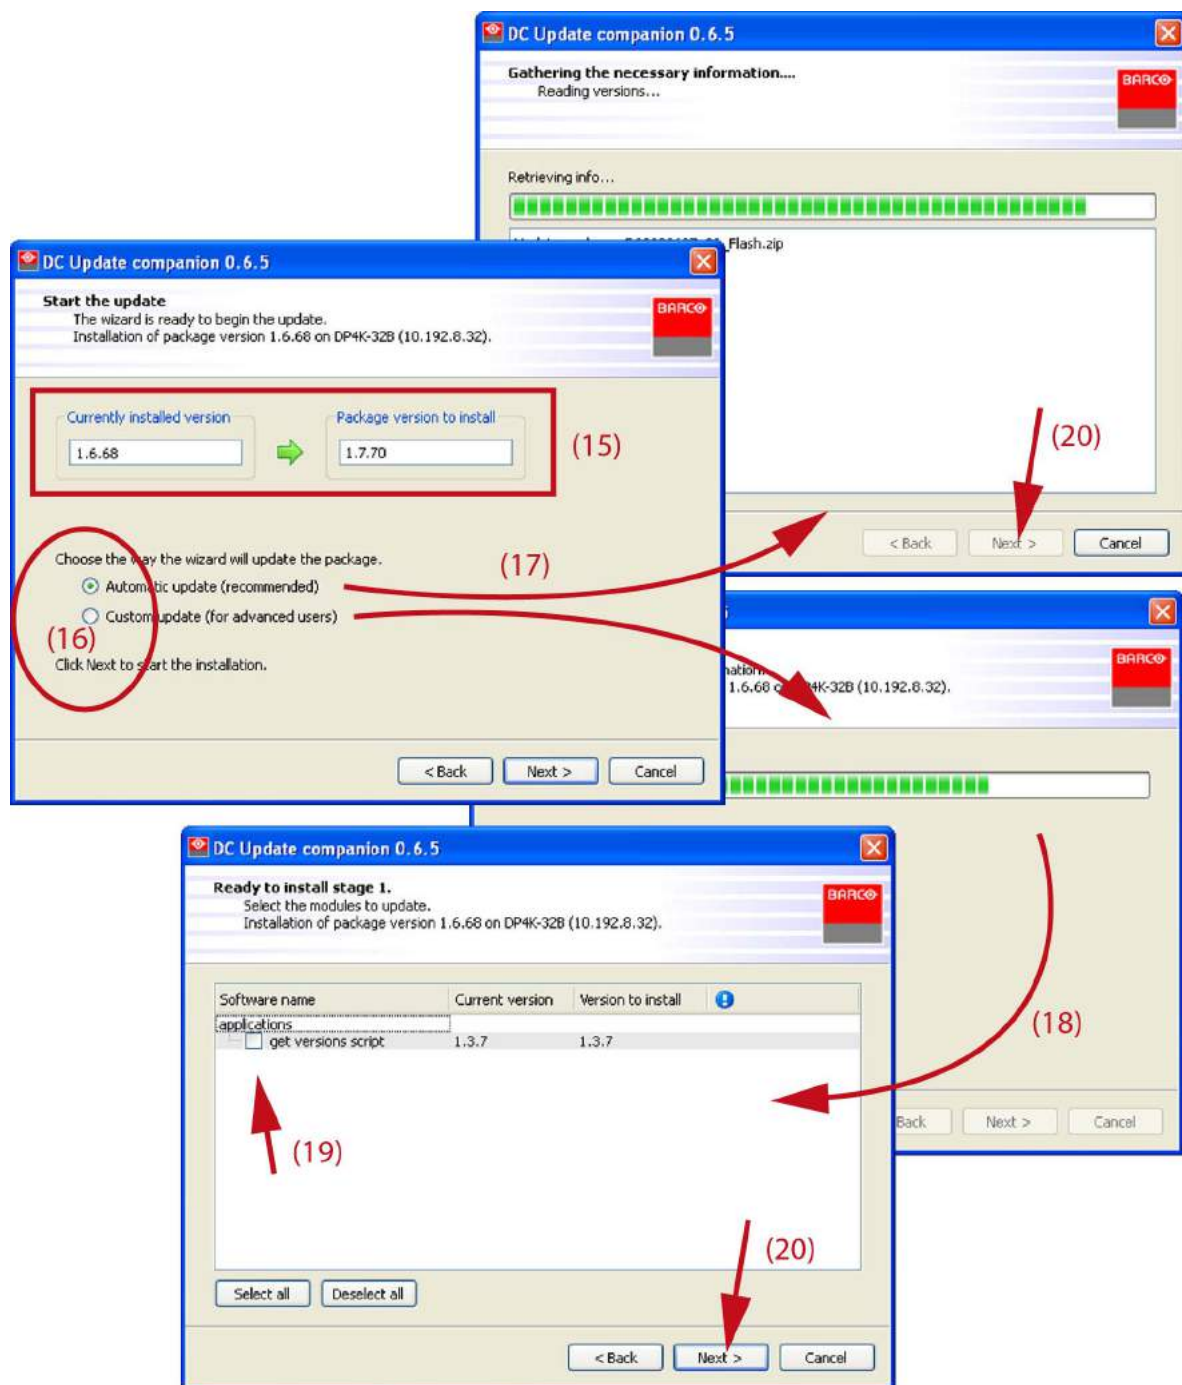 DC Update companion 0.6.5
Gathering the necessary information....
Reading versions...
BARCO
Retrieving info...
_Flash.zip
(20)
< Back
Next >
Cancel
DC Update companion 0.6.5
Start the update
The wizard is ready to begin the update.
Installation of package version 1.6.68 on DP4K-32B (10.192.8.32).
BARCO
Currently installed version
Package version to install
1.6.68
1.7.70
(15)
Choose the way the wizard will update the package.
Automatic update (recommended)
Custom update (for advanced users)
(16)
(17)
Click Next to start the installation.
< Back
Next >
Cancel
BARCO
1.6.68 on DP4K-32B (10.192.8.32).
(18)
Back
Next >
Cancel
DC Update companion 0.6.5
Ready to install stage 1.
Select the modules to update.
Installation of package version 1.6.68 on DP4K-32B (10.192.8.32).
BARCO
Software name
Current version
Version to install
applications
get versions script
1.3.7
1.3.7
(19)
(20)
Select all
Deselect all
< Back
Next >
Cancel